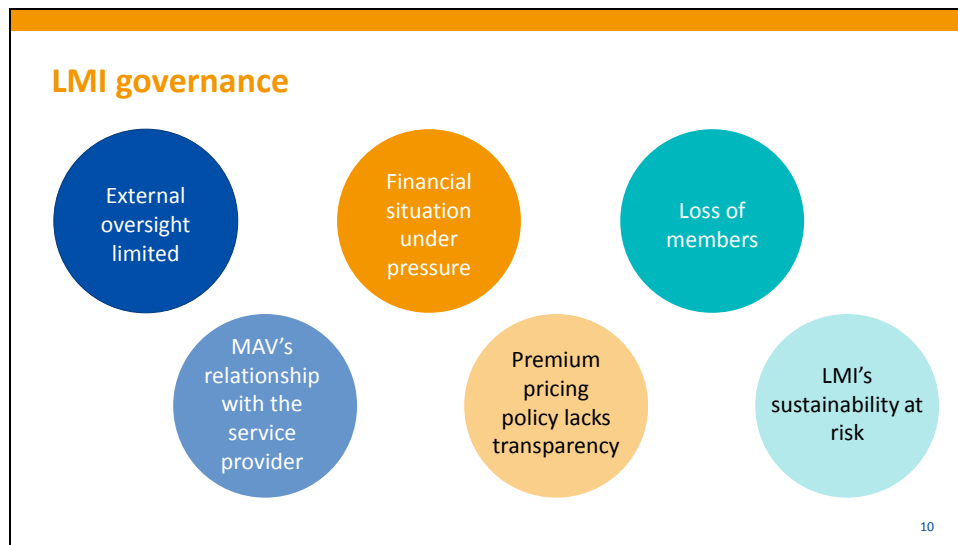 LMI governance
External
oversight
limited
Financial
situation
under
pressure
Loss of
members
MAV's
relationship
with the
service
provider
Premium
pricing
policy lacks
transparency
LMI's
sustainability at
risk
10